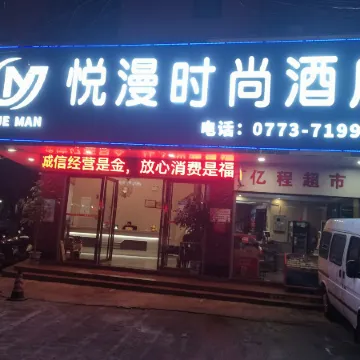 悦漫时尚酒店
UE MAN
电话：0773-7199
诚信经营是金，放心消费是福
亿程超市